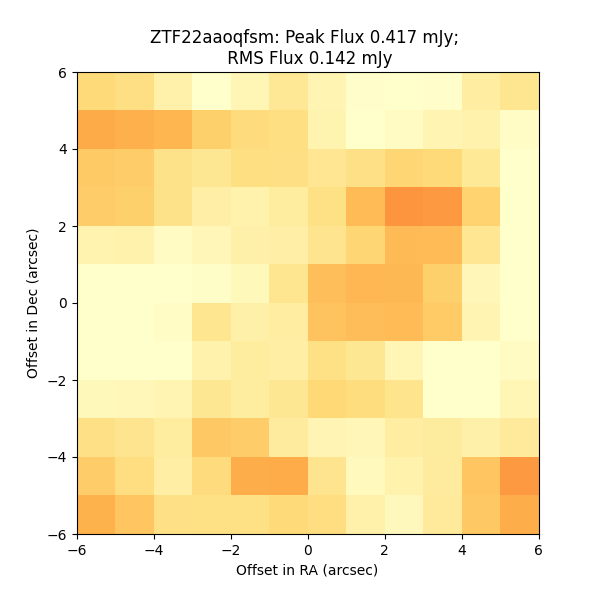 ZTF22aaoqfsm: Peak Flux 0.417 mJy;
RMS Flux 0.142 mJy
6
4
2
0
−2
−4
−6
Offset in Dec (arcsec)
−6 −4 −2 0 2 4 6
Offset in RA (arcsec)